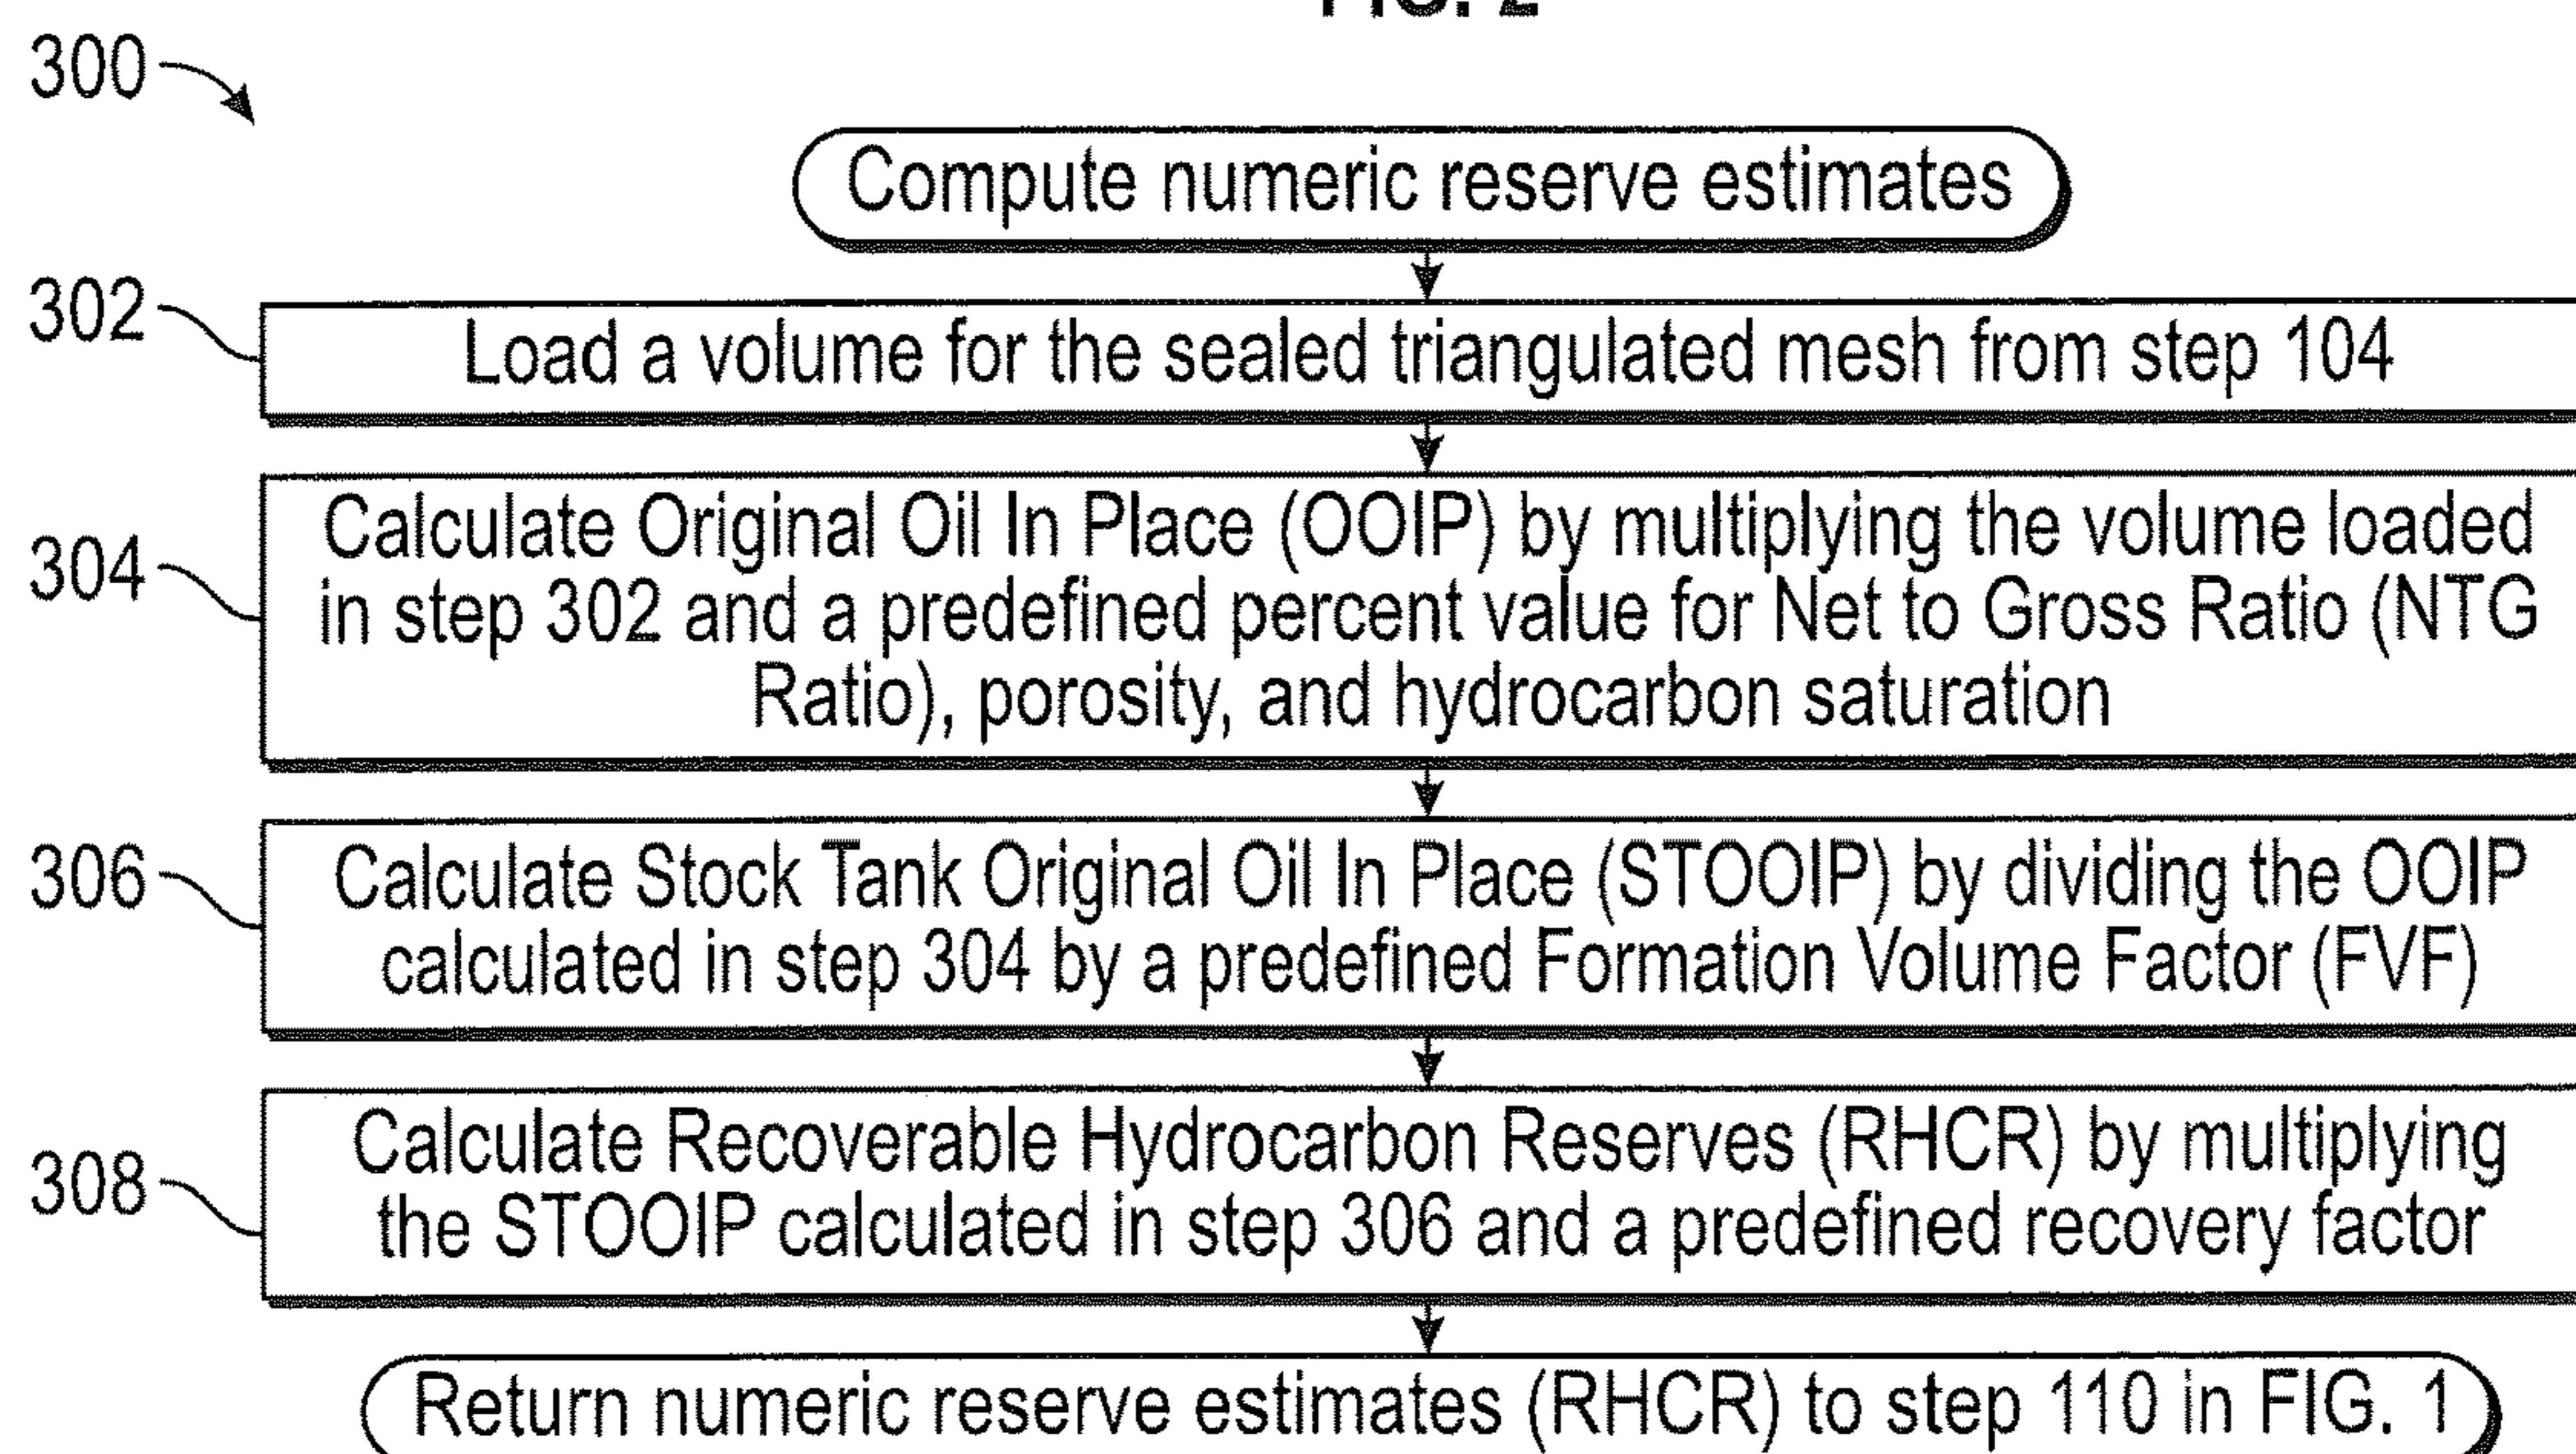 FIG. 2
300
Compute numeric reserve estimates
302
Load a volume for the sealed triangulated mesh from step 104
304
Calculate Original Oil In Place (OOIP) by multiplying the volume loaded
in step 302 and a predefined percent value for Net to Gross Ratio (NTG
Ratio), porosity, and hydrocarbon saturation
306
Calculate Stock Tank Original Oil In Place (STOOIP) by dividing the OOIP
calculated in step 304 by a predefined Formation Volume Factor (FVF)
308
Calculate Recoverable Hydrocarbon Reserves (RHCR) by multiplying
the STOOIP calculated in step 306 and a predefined recovery factor
Return numeric reserve estimates (RHCR) to step 110 in FIG. 1